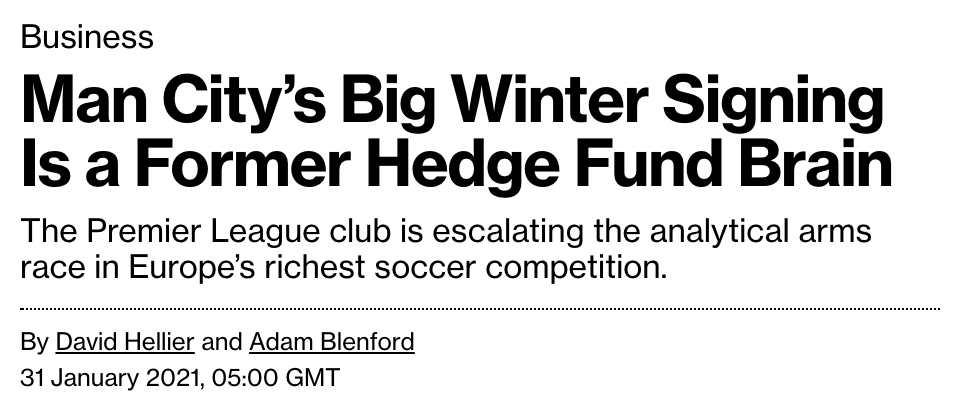 Business
Man City’s Big Winter Signing
Is a Former Hedge Fund Brain
The Premier League club is escalating the analytical arms
race in Europe’s richest soccer competition.
By David Hellier and Adam Blenford
31 January 2021, 05:00 GMT